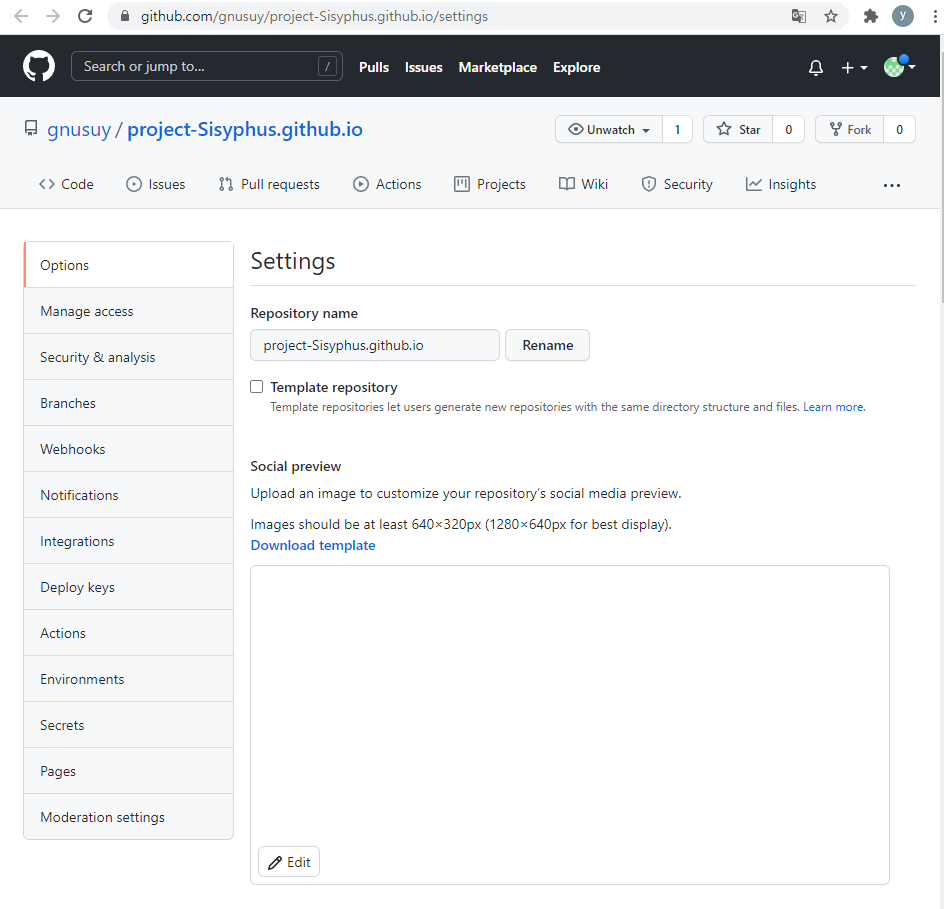 github.com/gnusuy/project-Sisyphus.github.io/settings
y
Search or jump to... /
Pulls Issues Marketplace Explore
gnusuy / project-Sisyphus.github.io
Unwatch 1 Star 0 Fork 0
Code Issues Pull requests Actions Projects Wiki Security Insights
Options
Manage access
Security & analysis
Branches
Webhooks
Notifications
Integrations
Deploy keys
Actions
Environments
Secrets
Pages
Moderation settings
Settings
Repository name
project-Sisyphus.github.io Rename
Template repository
Template repositories let users generate new repositories with the same directory structure and files. Learn more.
Social preview
Upload an image to customize your repository’s social media preview.
Images should be at least 640×320px (1280×640px for best display).
Download template
Edit